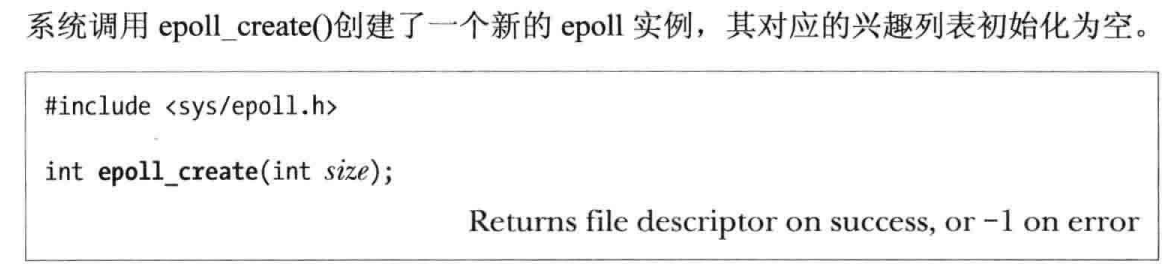 系统调用 epoll_create()创建了一个新的 epoll 实例，其对应的兴趣列表初始化为空。
#include <sys/epoll.h>
int epoll_create(int size);
Returns file descriptor on success, or −1 on error